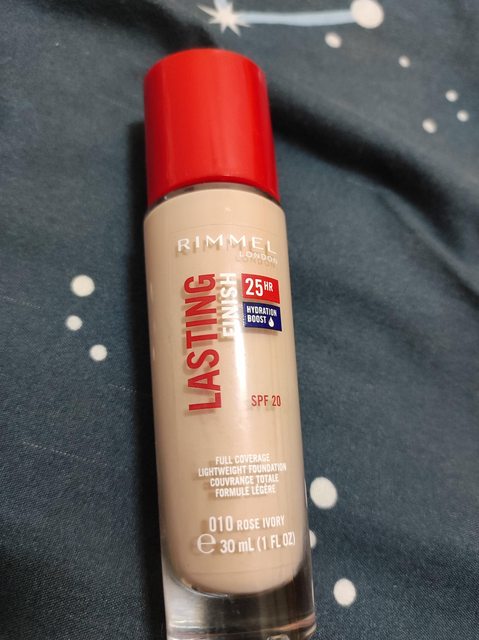 RIMMEL
LONDON
LASTING
FINISH
25HR
HYDRATION
BOOST
SPF 20
FULL COVERAGE
LIGHTWEIGHT FOUNDATION
COUVRANCE TOTALE
FORMULE LÉGÈRE
010 ROSE IVORY
℮ 30 mL (1 FL OZ)